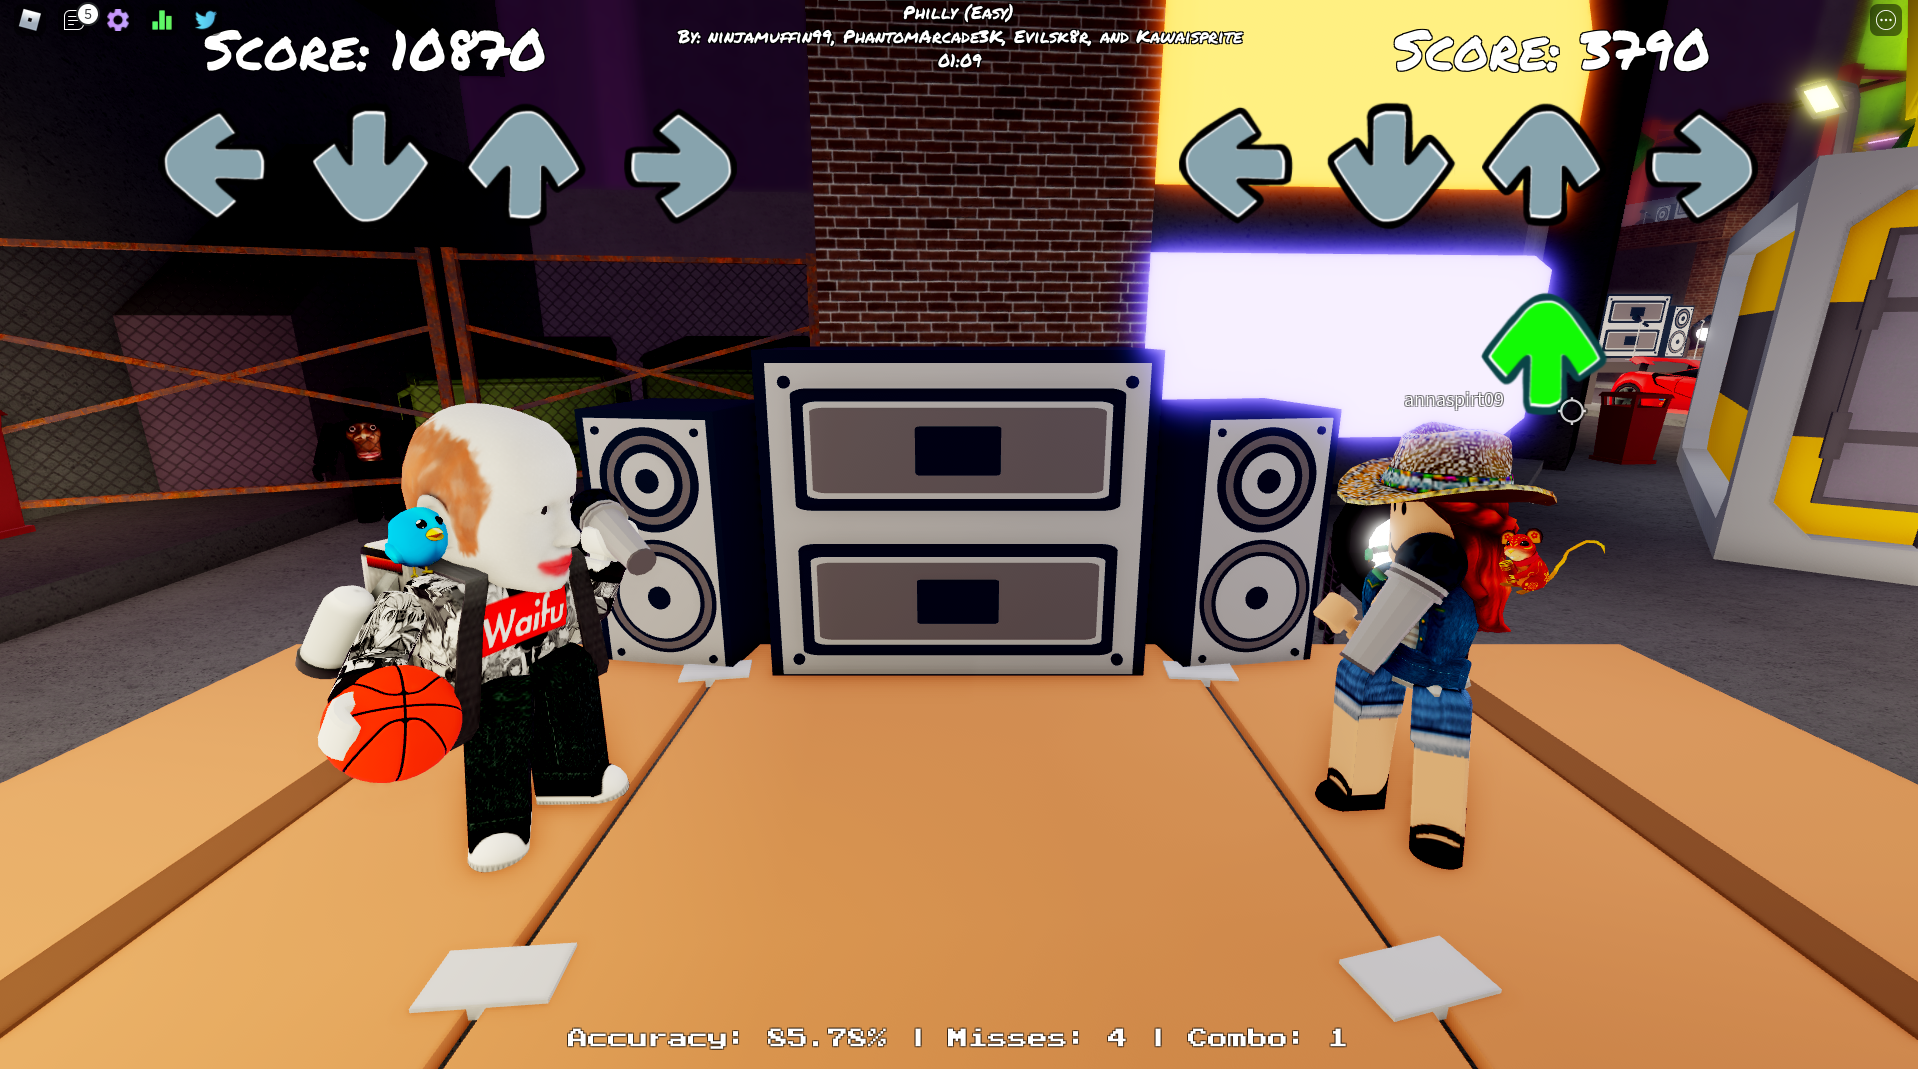 5
Philly (Easy)
By: ninjamuffin99, PhantomArcade3K, Evilsk8r, and Kawaisprite
01:09
Score: 10870
Score: 3790
annaspirt09
Waifu
Accuracy: 85.78% | Misses: 4 | Combo: 1